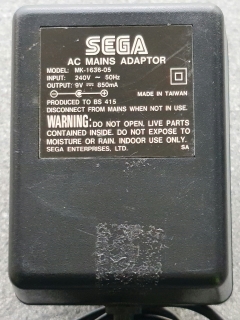 SEGA
AC MAINS ADAPTOR
MODEL: MK-1636-05
INPUT: 240V ~ 50Hz
OUTPUT: 9V ⎓ 850mA
MADE IN TAIWAN
PRODUCED TO BS 415
DISCONNECT FROM MAINS WHEN NOT IN USE.
WARNING: DO NOT OPEN. LIVE PARTS
CONTAINED INSIDE. DO NOT EXPOSE TO
MOISTURE OR RAIN. INDOOR USE ONLY.
SEGA ENTERPRISES, LTD. SA